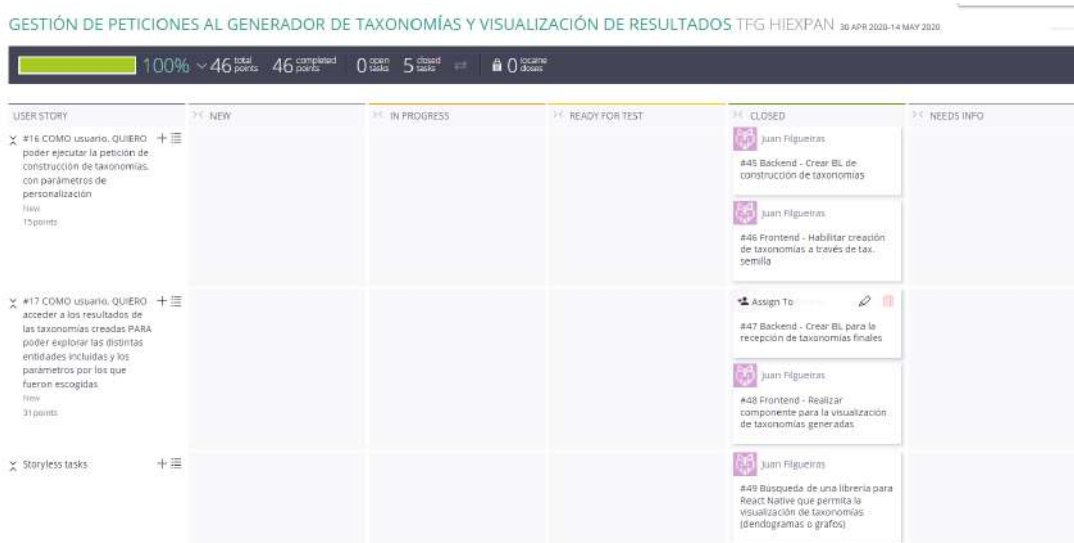 GESTIÓN DE PETICIONES AL GENERADOR DE TAXONOMÍAS Y VISUALIZACIÓN DE RESULTADOS TFG HIEXPAN 30 APR 2020-14 MAY 2020
100% 46 total points 46 completed points 0 open tasks 5 closed tasks 0 iocaine doses
USER STORY NEW IN PROGRESS READY FOR TEST CLOSED NEEDS INFO
#16 COMO usuario, QUIERO
poder ejecutar la petición de
construcción de taxonomías,
con parámetros de
personalización
New
15 points
Juan Filgueiras
#45 Backend - Crear BL de
construcción de taxonomías
Juan Filgueiras
#46 Frontend - Habilitar creación
de taxonomías a través de tax.
semilla
#17 COMO usuario, QUIERO
acceder a los resultados de
las taxonomías creadas PARA
poder explorar las distintas
entidades incluidas y los
parámetros por los que
fueron escogidas
New
31 points
Assign To
#47 Backend - Crear BL para la
recepción de taxonomías finales
Juan Filgueiras
#48 Frontend - Realizar
componente para la visualización
de taxonomías generadas
Storyless tasks
Juan Filgueiras
#49 Búsqueda de una librería para
React Native que permita la
visualización de taxonomías
(dendogramas o grafos)